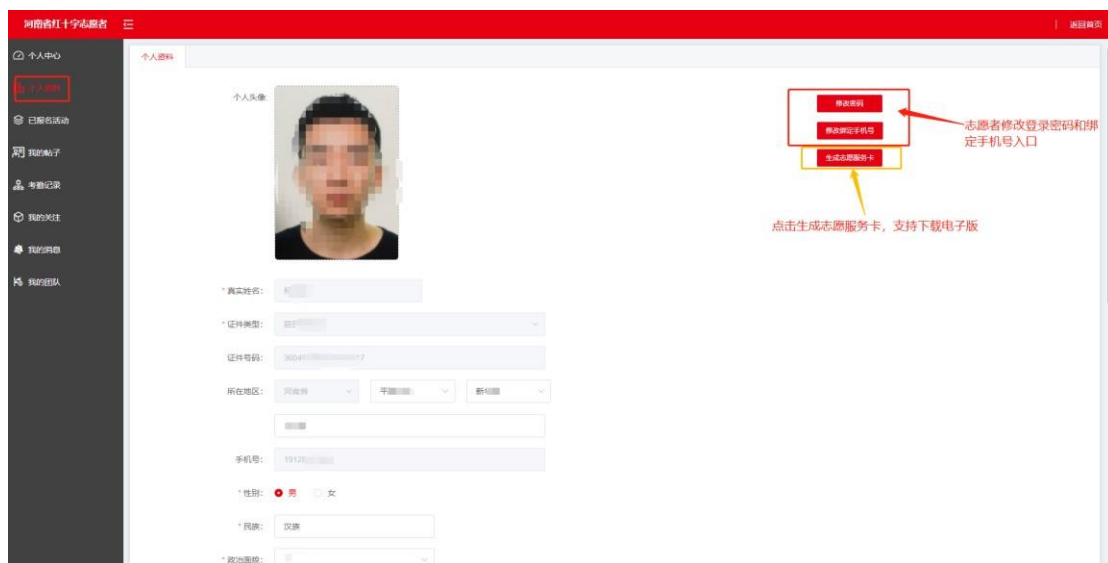 河南省红十字志愿者
返回首页
个人中心
个人资料
已报名活动
我的帖子
考勤记录
我的关注
我的消息
我的团队
个人资料
个人头像:
修改密码
修改绑定手机号
生成志愿服务卡
志愿者修改登录密码和绑
定手机号入口
点击生成志愿服务卡，支持下载电子版
* 真实姓名:
* 证件类型:
证件号码:
所在地区: 河南省 平 新
手机号: 1912
* 性别: 男 女
* 民族: 汉族
* 政治面貌: